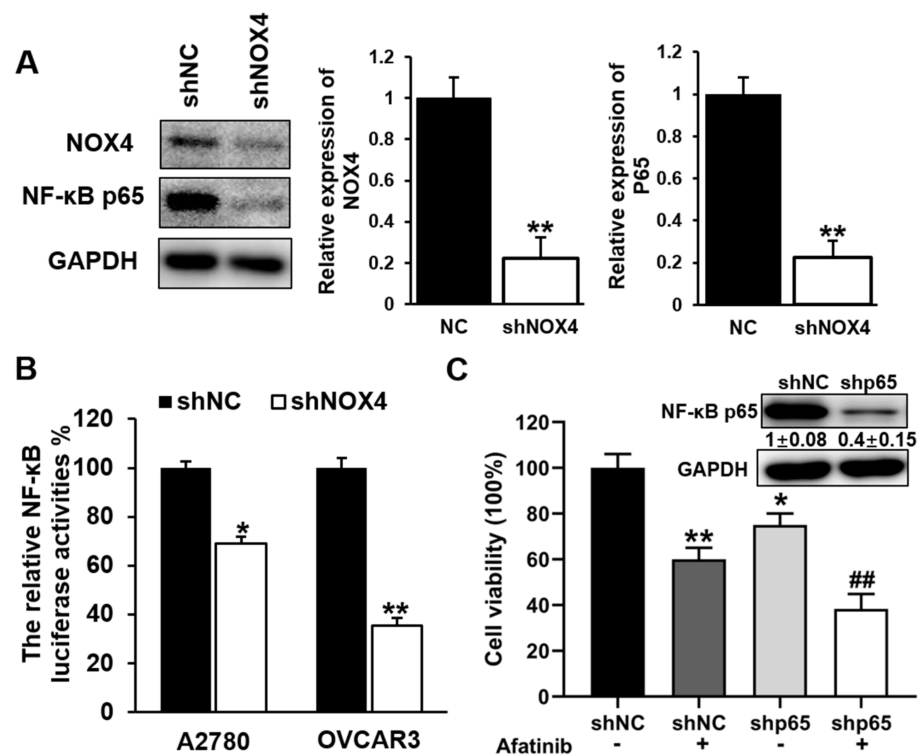 A
shNC
shNOX4
NOX4
NF-κB p65
GAPDH
Relative expression of
NOX4
1.2
1
0.8
0.6
0.4
0.2
0
**
NC
shNOX4
Relative expression of
P65
1.2
1
0.8
0.6
0.4
0.2
0
**
NC
shNOX4
B
shNC
shNOX4
The relative NF-κB
luciferase activities %
120
100
80
60
40
20
0
*
**
A2780
OVCAR3
C
shNC shp65
NF-κB p65
1±0.08 0.4±0.15
GAPDH
Cell viability (100%)
120
100
80
60
40
20
0
**
*
##
shNC shNC shp65 shp65
Afatinib - + - +